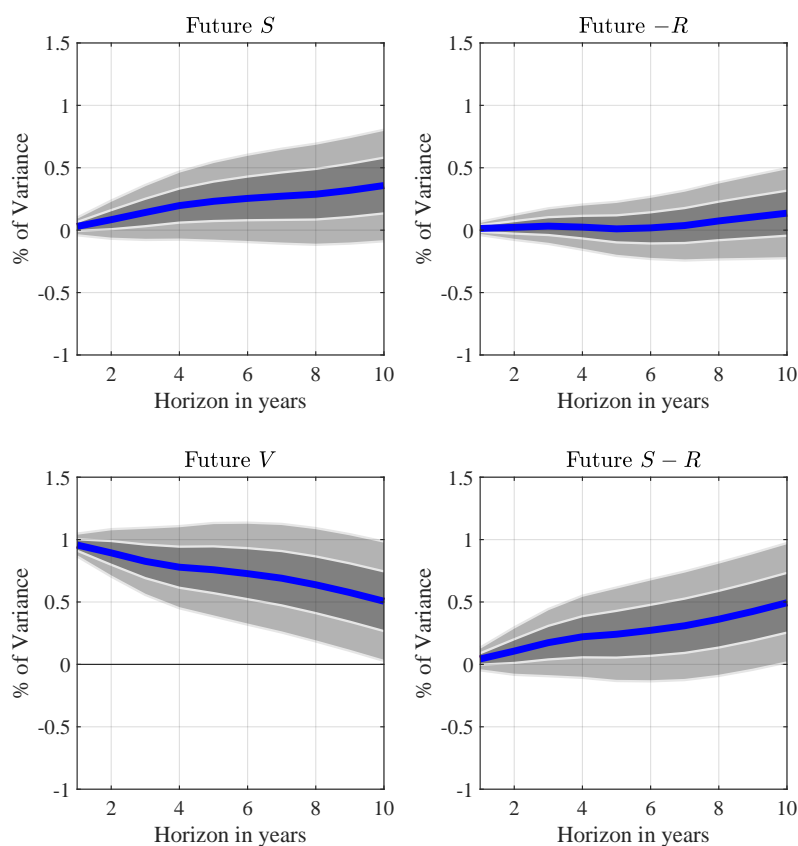 Future S
1.5
1
0.5
0
-0.5
-1
% of Variance
2 4 6 8 10
Horizon in years
Future −R
1.5
1
0.5
0
-0.5
-1
% of Variance
2 4 6 8 10
Horizon in years
Future V
1.5
1
0.5
0
-0.5
-1
% of Variance
2 4 6 8 10
Horizon in years
Future S − R
1.5
1
0.5
0
-0.5
-1
% of Variance
2 4 6 8 10
Horizon in years